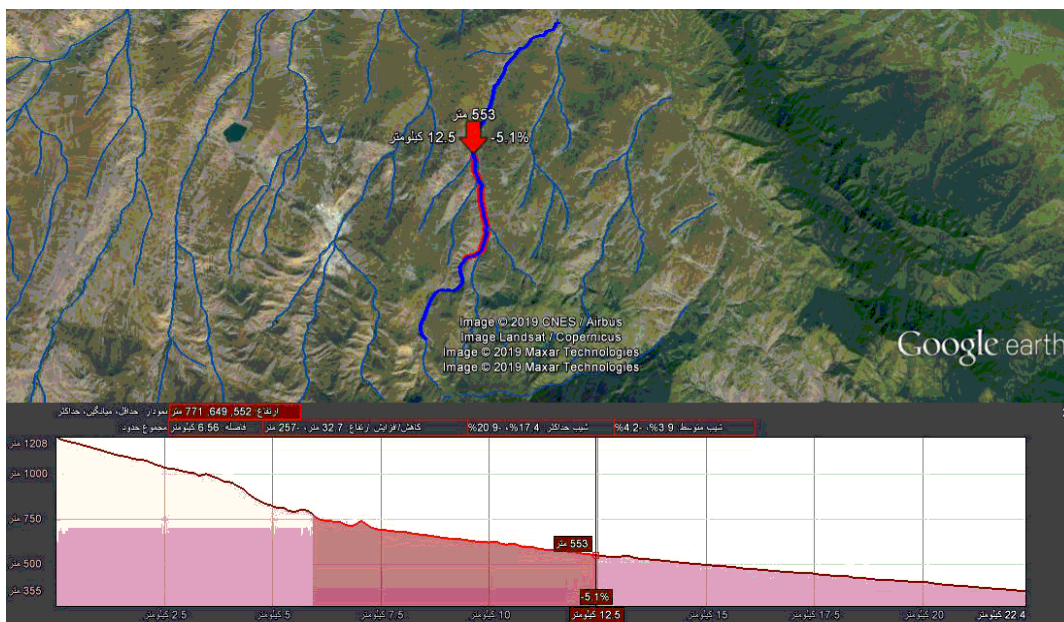 553 متر
12.5 کیلومتر -5.1%
Image © 2019 CNES / Airbus
Image Landsat / Copernicus
Image © 2019 Maxar Technologies
Image © 2019 Maxar Technologies
Google earth
نمودار: حداقل، میانگین، حداکثر ارتفاع: 552, 649, 771 متر
مجموع حدود فاصله: 6.56 کیلومتر کاهش/افزایش ارتفاع: 32.7 متر، -257 متر شیب حداکثر: 17.4%، -20.9% شیب متوسط: 3.9%، -4.2%
1208 متر
1000 متر
750 متر
500 متر
355 متر
553 متر
-5.1%
2.5 کیلومتر
5 کیلومتر
7.5 کیلومتر
10 کیلومتر
12.5 کیلومتر
15 کیلومتر
17.5 کیلومتر
20 کیلومتر
22.4 کیلومتر